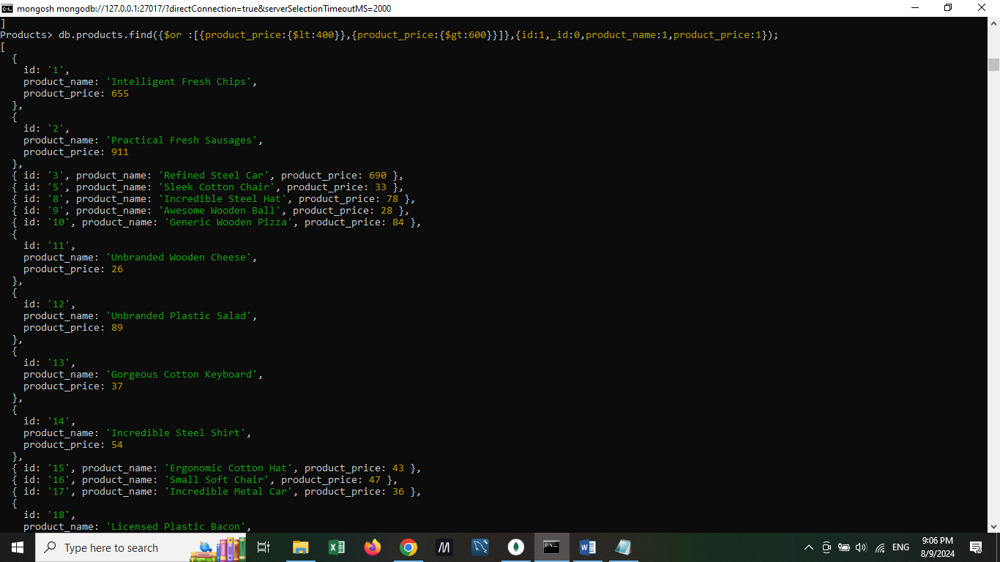 mongosh mongodb://127.0.0.1:27017/?directConnection=true&serverSelectionTimeoutMS=2000
]
Products> db.products.find({$or :[{product_price:{$lt:400}},{product_price:{$gt:600}}]},{id:1,_id:0,product_name:1,product_price:1});
[
  {
    id: '1',
    product_name: 'Intelligent Fresh Chips',
    product_price: 655
  },
  {
    id: '2',
    product_name: 'Practical Fresh Sausages',
    product_price: 911
  },
  { id: '3', product_name: 'Refined Steel Car', product_price: 690 },
  { id: '5', product_name: 'Sleek Cotton Chair', product_price: 33 },
  { id: '8', product_name: 'Incredible Steel Hat', product_price: 78 },
  { id: '9', product_name: 'Awesome Wooden Ball', product_price: 28 },
  { id: '10', product_name: 'Generic Wooden Pizza', product_price: 84 },
  {
    id: '11',
    product_name: 'Unbranded Wooden Cheese',
    product_price: 26
  },
  {
    id: '12',
    product_name: 'Unbranded Plastic Salad',
    product_price: 89
  },
  {
    id: '13',
    product_name: 'Gorgeous Cotton Keyboard',
    product_price: 37
  },
  {
    id: '14',
    product_name: 'Incredible Steel Shirt',
    product_price: 54
  },
  { id: '15', product_name: 'Ergonomic Cotton Hat', product_price: 43 },
  { id: '16', product_name: 'Small Soft Chair', product_price: 47 },
  { id: '17', product_name: 'Incredible Metal Car', product_price: 36 },
  {
    id: '18',
    product_name: 'Licensed Plastic Bacon',
Type here to search
ENG
9:06 PM
8/9/2024